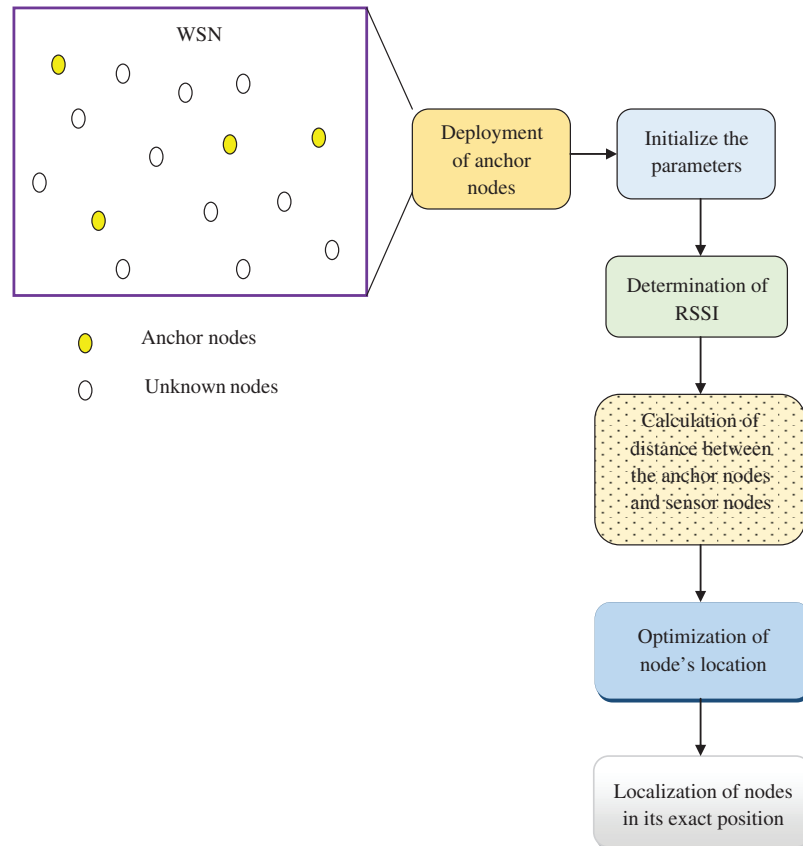 WSN
Anchor nodes
Unknown nodes
Deployment
of anchor
nodes
Initialize the
parameters
Determination of
RSSI
Calculation of
distance between
the anchor nodes
and sensor nodes
Optimization of
node’s location
Localization of nodes
in its exact position